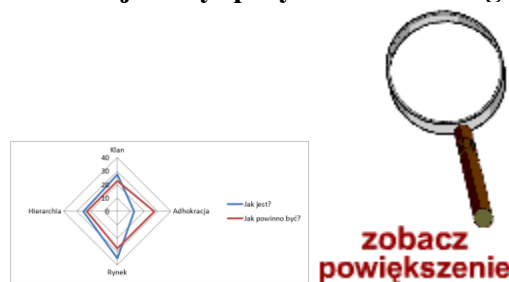 Klan
40
30
20
10
0
Hierarchia
Adhokracja
Rynek
Jak jest?
Jak powinno być?
zobacz
powiększenie